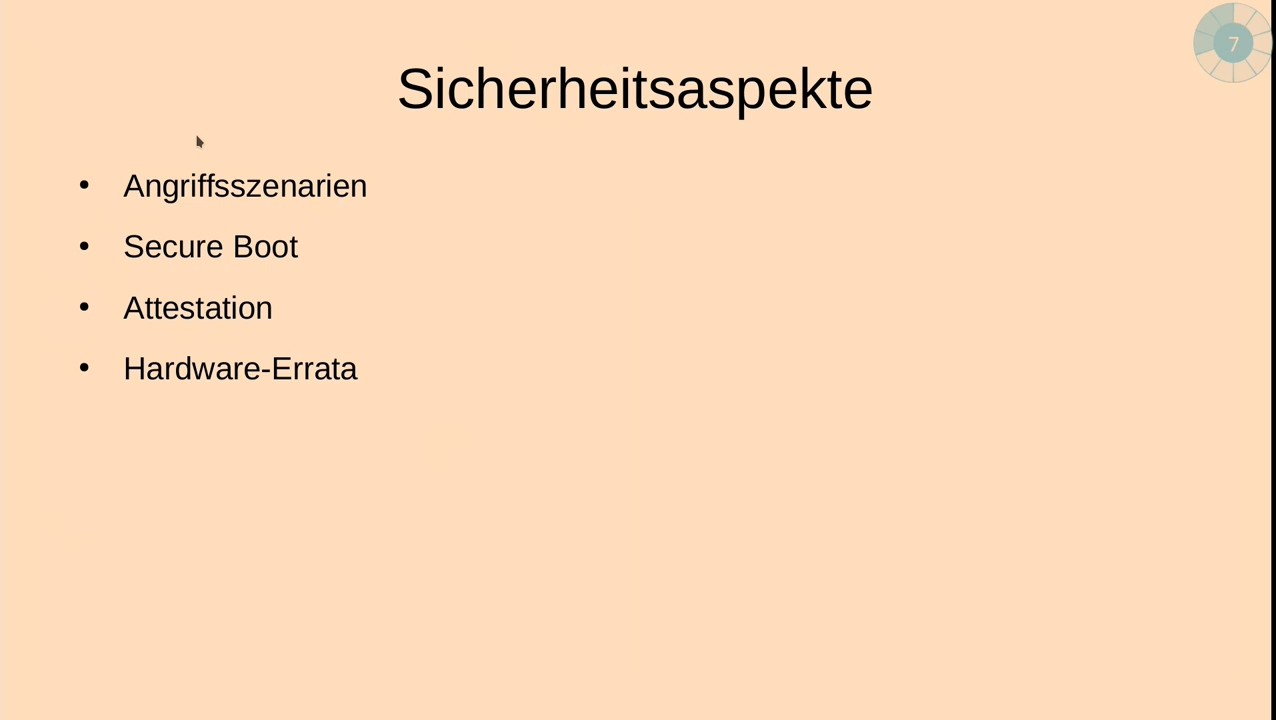 7
Sicherheitsaspekte
• Angriffsszenarien
• Secure Boot
• Attestation
• Hardware-Errata